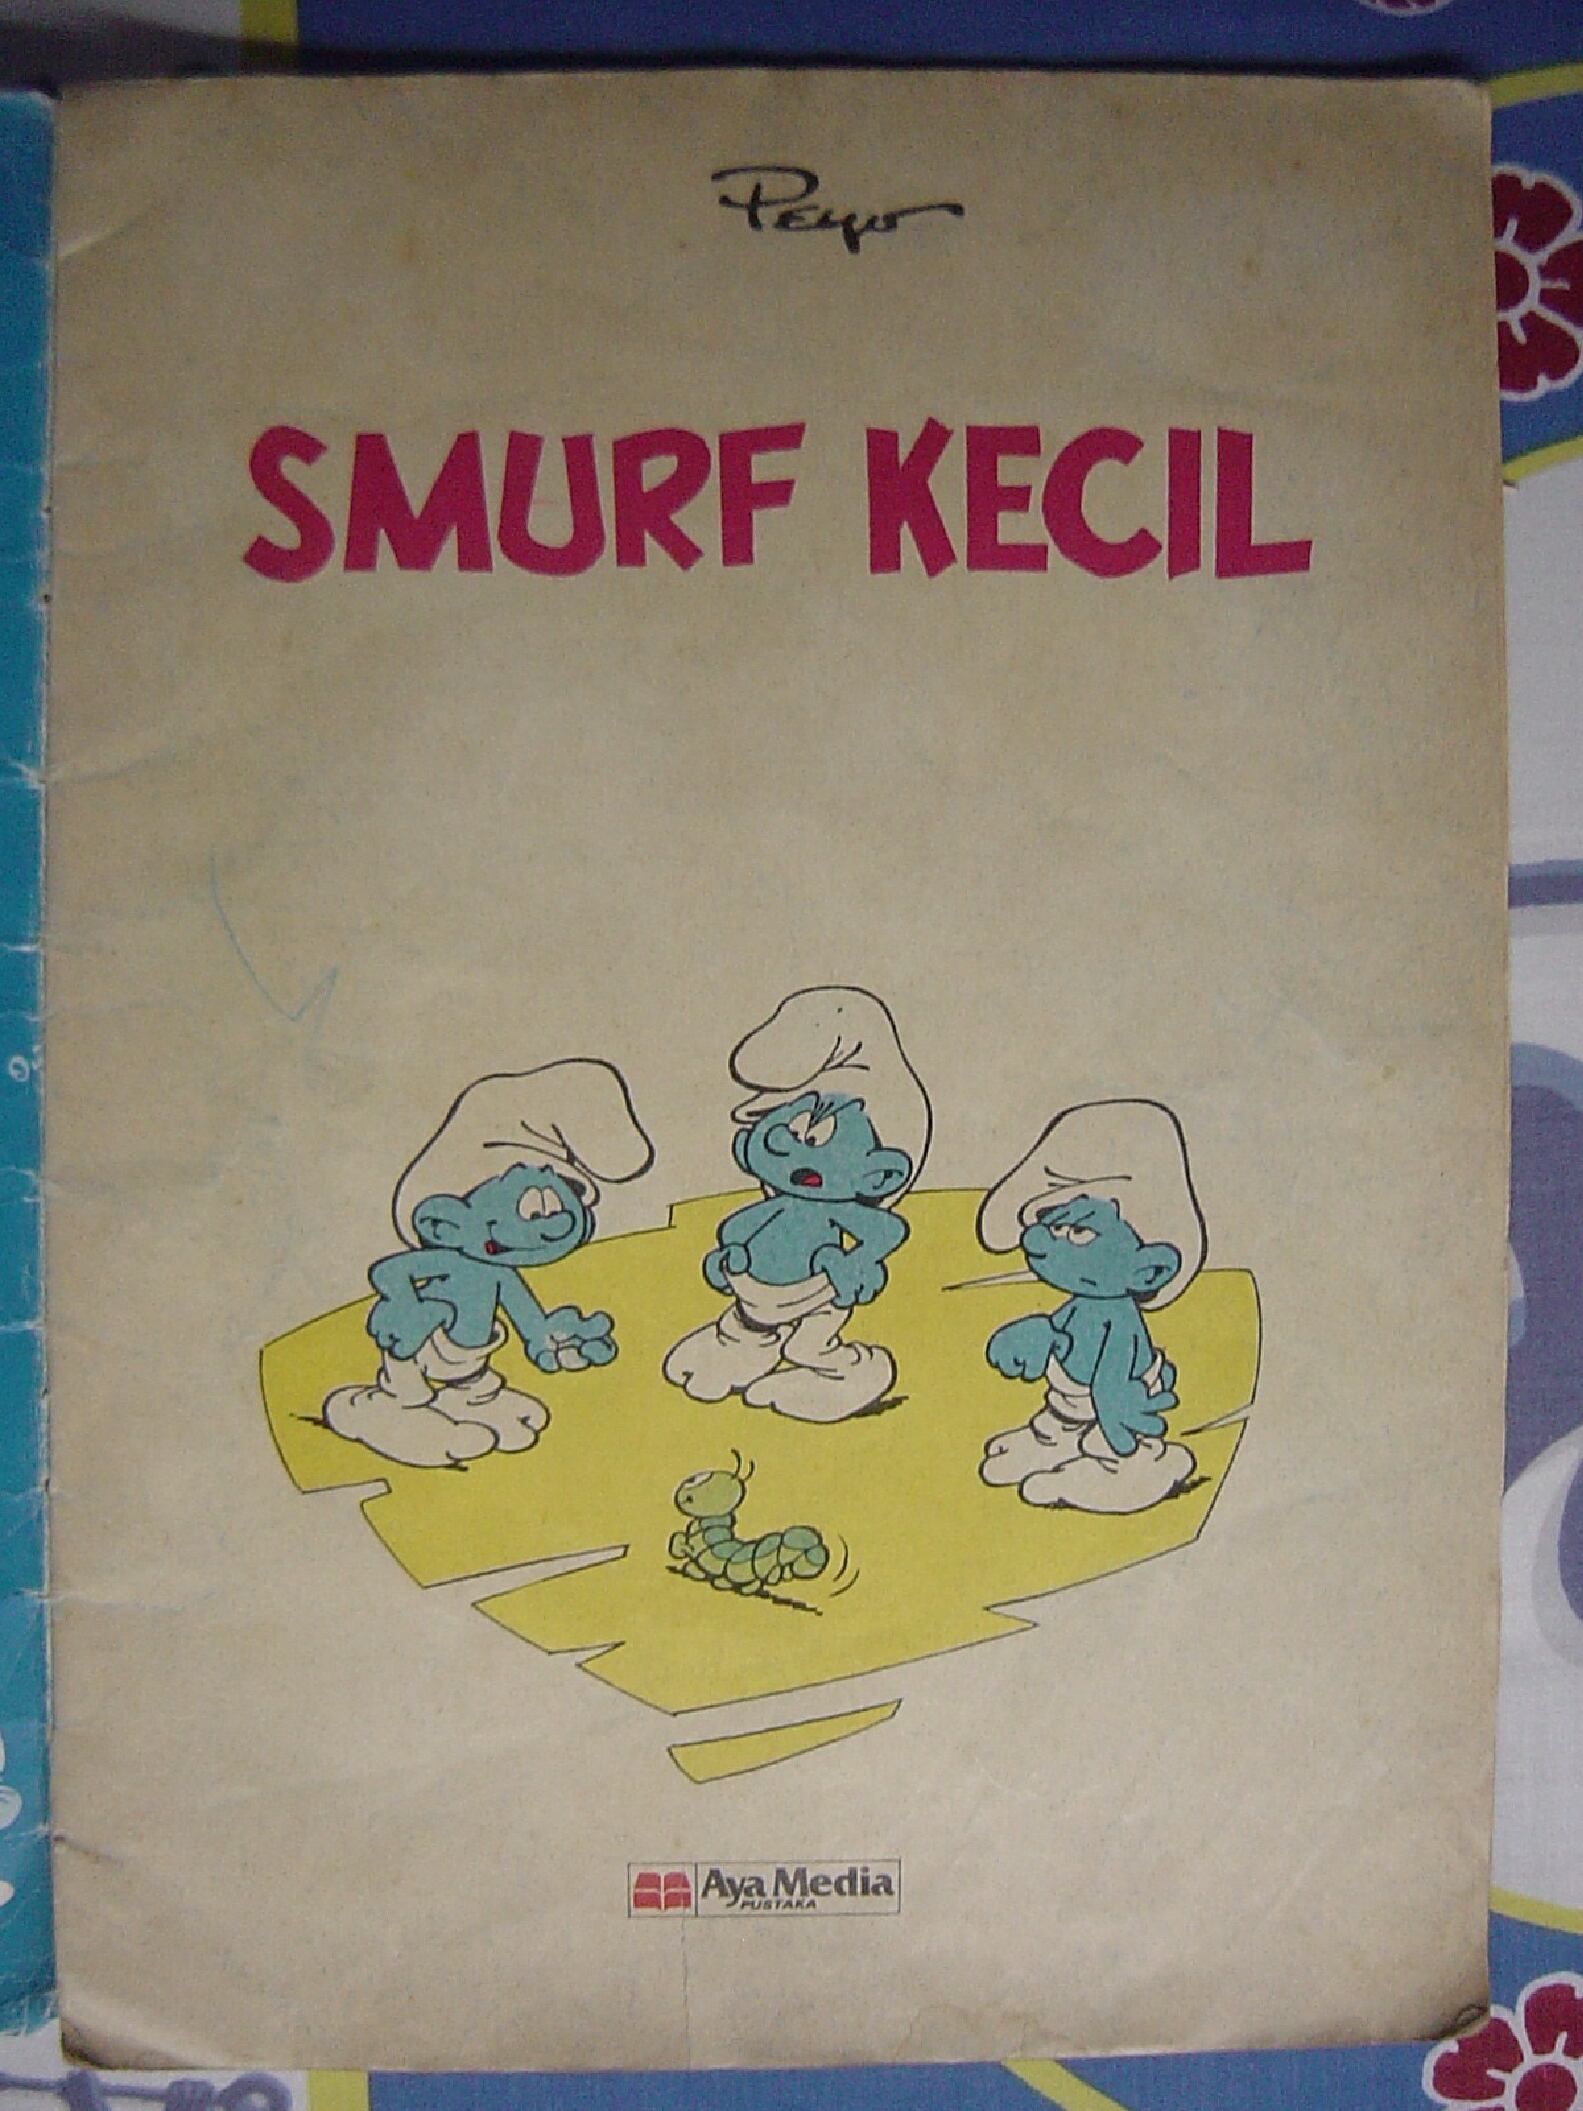 Peyo
SMURF KECIL
Aya Media
PUSTAKA